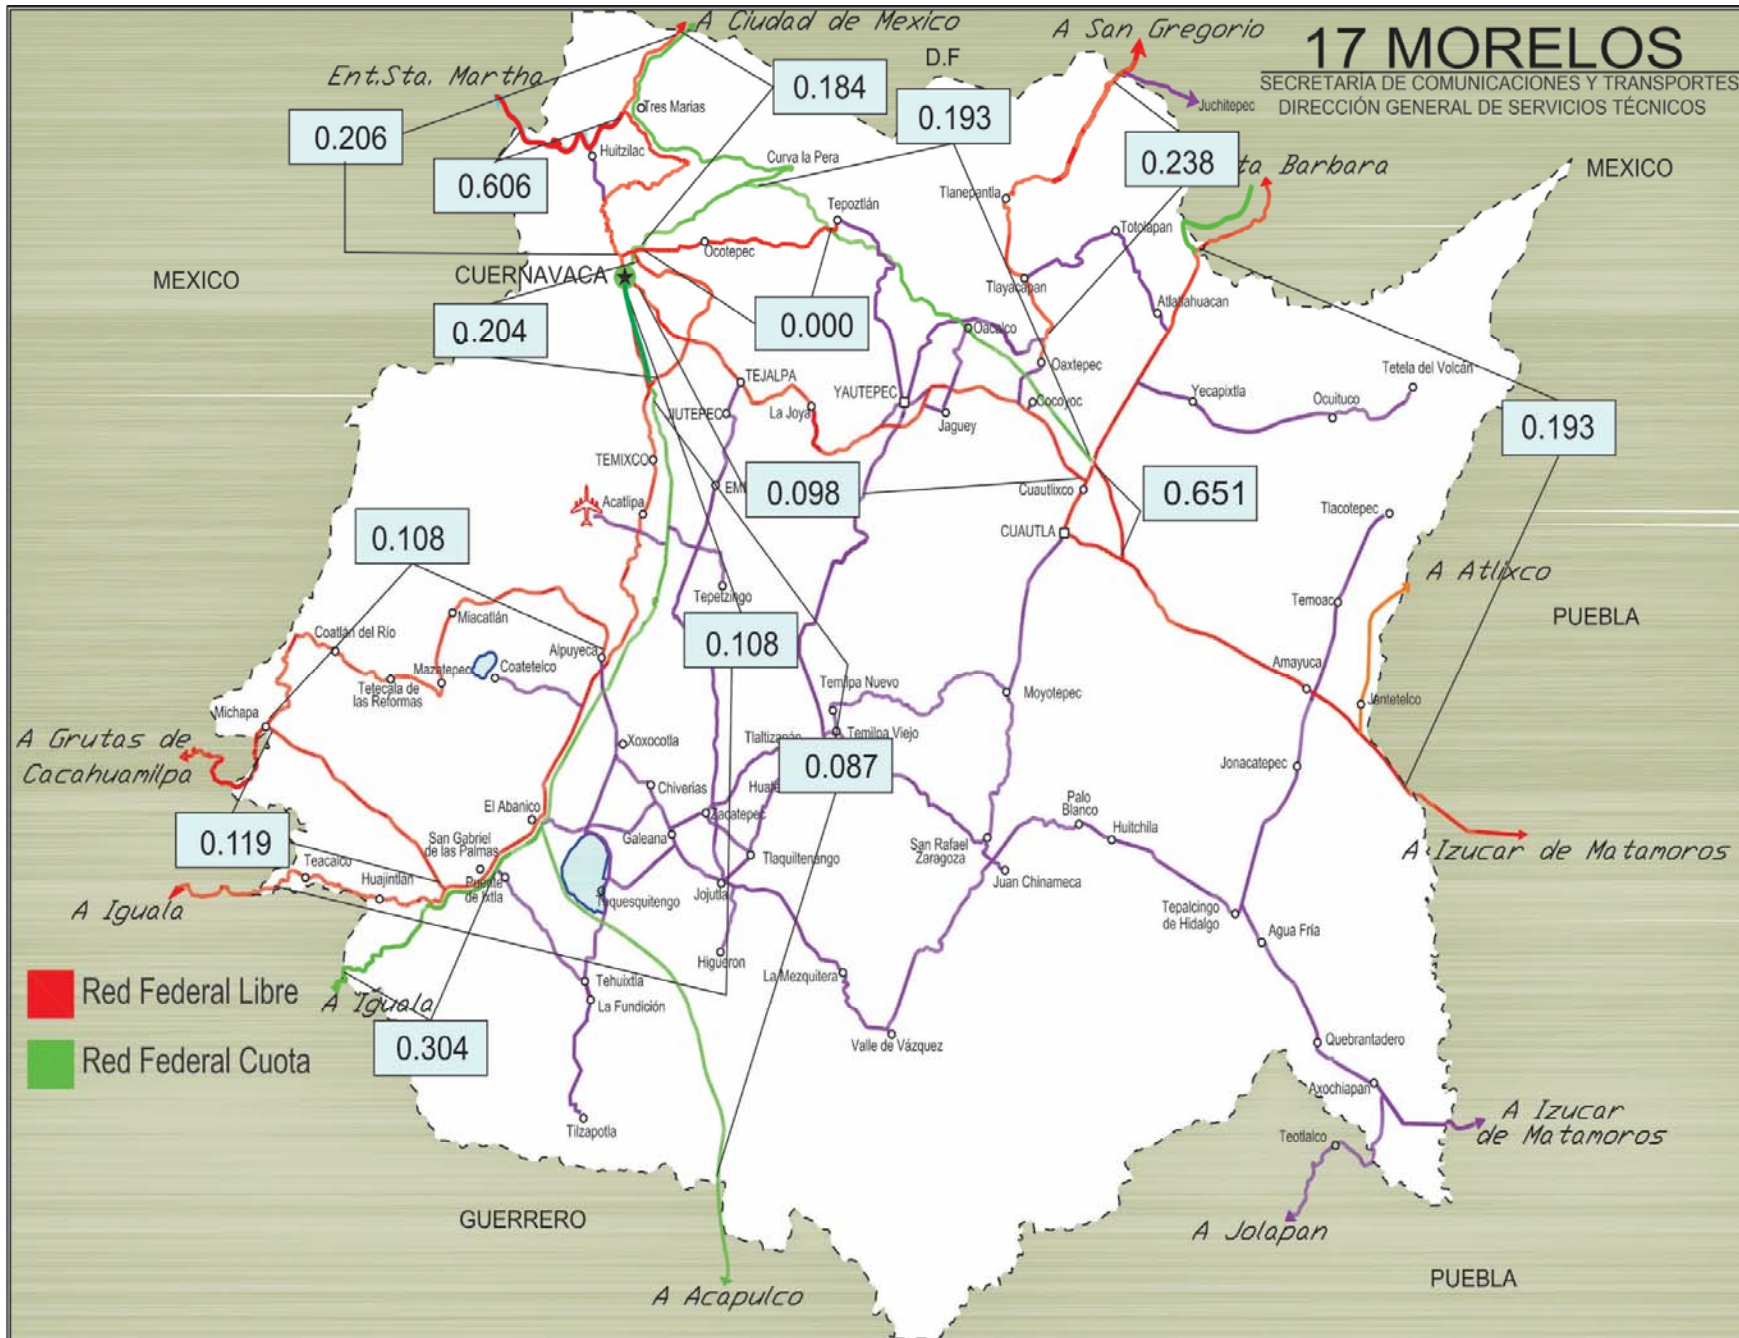 A Ciudad de Mexico
A San Gregorio
17 MORELOS
SECRETARÍA DE COMUNICACIONES Y TRANSPORTES
DIRECCIÓN GENERAL DE SERVICIOS TÉCNICOS
D.F
Ent.Sta. Martha
Juchitepec
0.184
Tres Marias
0.193
0.206
Huitzilac
Curva la Pera
0.238
ta Barbara
MEXICO
0.606
Tlanepantla
Tepoztlán
Totolapan
Ocotepec
MEXICO
CUERNAVACA
Tlayacapan
Atlatlahuacan
0.204
0.000
Oacalco
Oaxtepec
Tetela del Volcán
TEJALPA
YAUTEPEC
Yecapixtla
Ocuituco
JIUTEPEC
La Joya
Cocoyoc
Jaguey
0.193
TEMIXCO
0.098
Cuautlixco
0.651
EM
Acatlipa
Tlacotepec
CUAUTLA
0.108
A Atlixco
Tepetzingo
Temoac
PUEBLA
Miacatlán
Coatlán del Río
Alpuyeca
0.108
Mazatepec
Coatetelco
Amayuca
Tetecala de
las Reformas
Temilpa Nuevo
Moyotepec
Jantetelco
Michapa
Temilpa Viejo
A Grutas de
Cacahuamilpa
Xoxocotla
Tlaltizapán
0.087
Jonacatepec
Chiverias
Huate
El Abanico
Zacatepec
Palo
Blanco
Huitchila
0.119
San Gabriel
de las Palmas
Galeana
Tlaquiltenango
San Rafael
Zaragoza
A Izucar de Matamoros
Teacalco
Huajintlán
Puente
de Ixtla
Tequesquitengo
Jojutla
Juan Chinameca
A Iguala
Tepalcingo
de Hidalgo
Agua Fría
Higueron
La Mezquitera
Red Federal Libre
Tehuixtla
A Iguala
La Fundición
0.304
Valle de Vázquez
Quebrantadero
Red Federal Cuota
Axochiapan
Tilzapotla
A Izucar
de Matamoros
Teotlalco
GUERRERO
A Jolapan
PUEBLA
A Acapulco